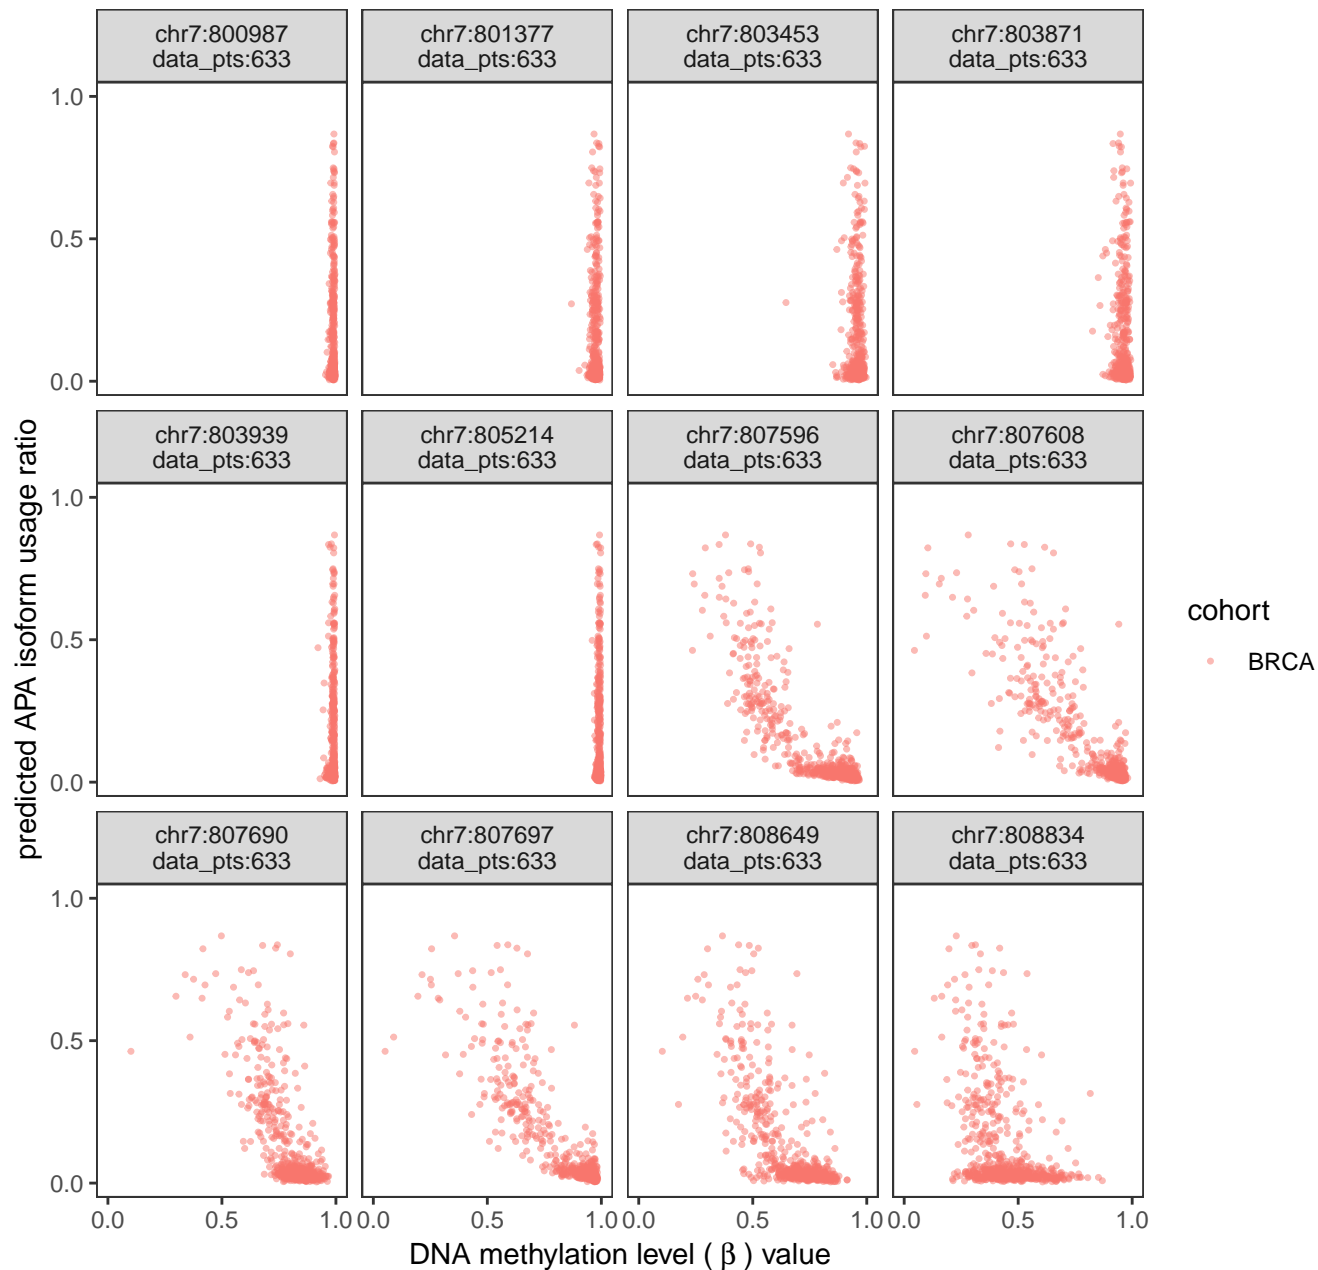 chr7:800987
data_pts:633
chr7:801377
data_pts:633
chr7:803453
data_pts:633
chr7:803871
data_pts:633
1.0
0.5
0.0
chr7:803939
data_pts:633
chr7:805214
data_pts:633
chr7:807596
data_pts:633
chr7:807608
data_pts:633
1.0
0.5
0.0
chr7:807690
data_pts:633
chr7:807697
data_pts:633
chr7:808649
data_pts:633
chr7:808834
data_pts:633
1.0
0.5
0.0
0.0 0.5 1.0
0.0 0.5 1.0
0.0 0.5 1.0
0.0 0.5 1.0
DNA methylation level ( β ) value
predicted APA isoform usage ratio
cohort
BRCA